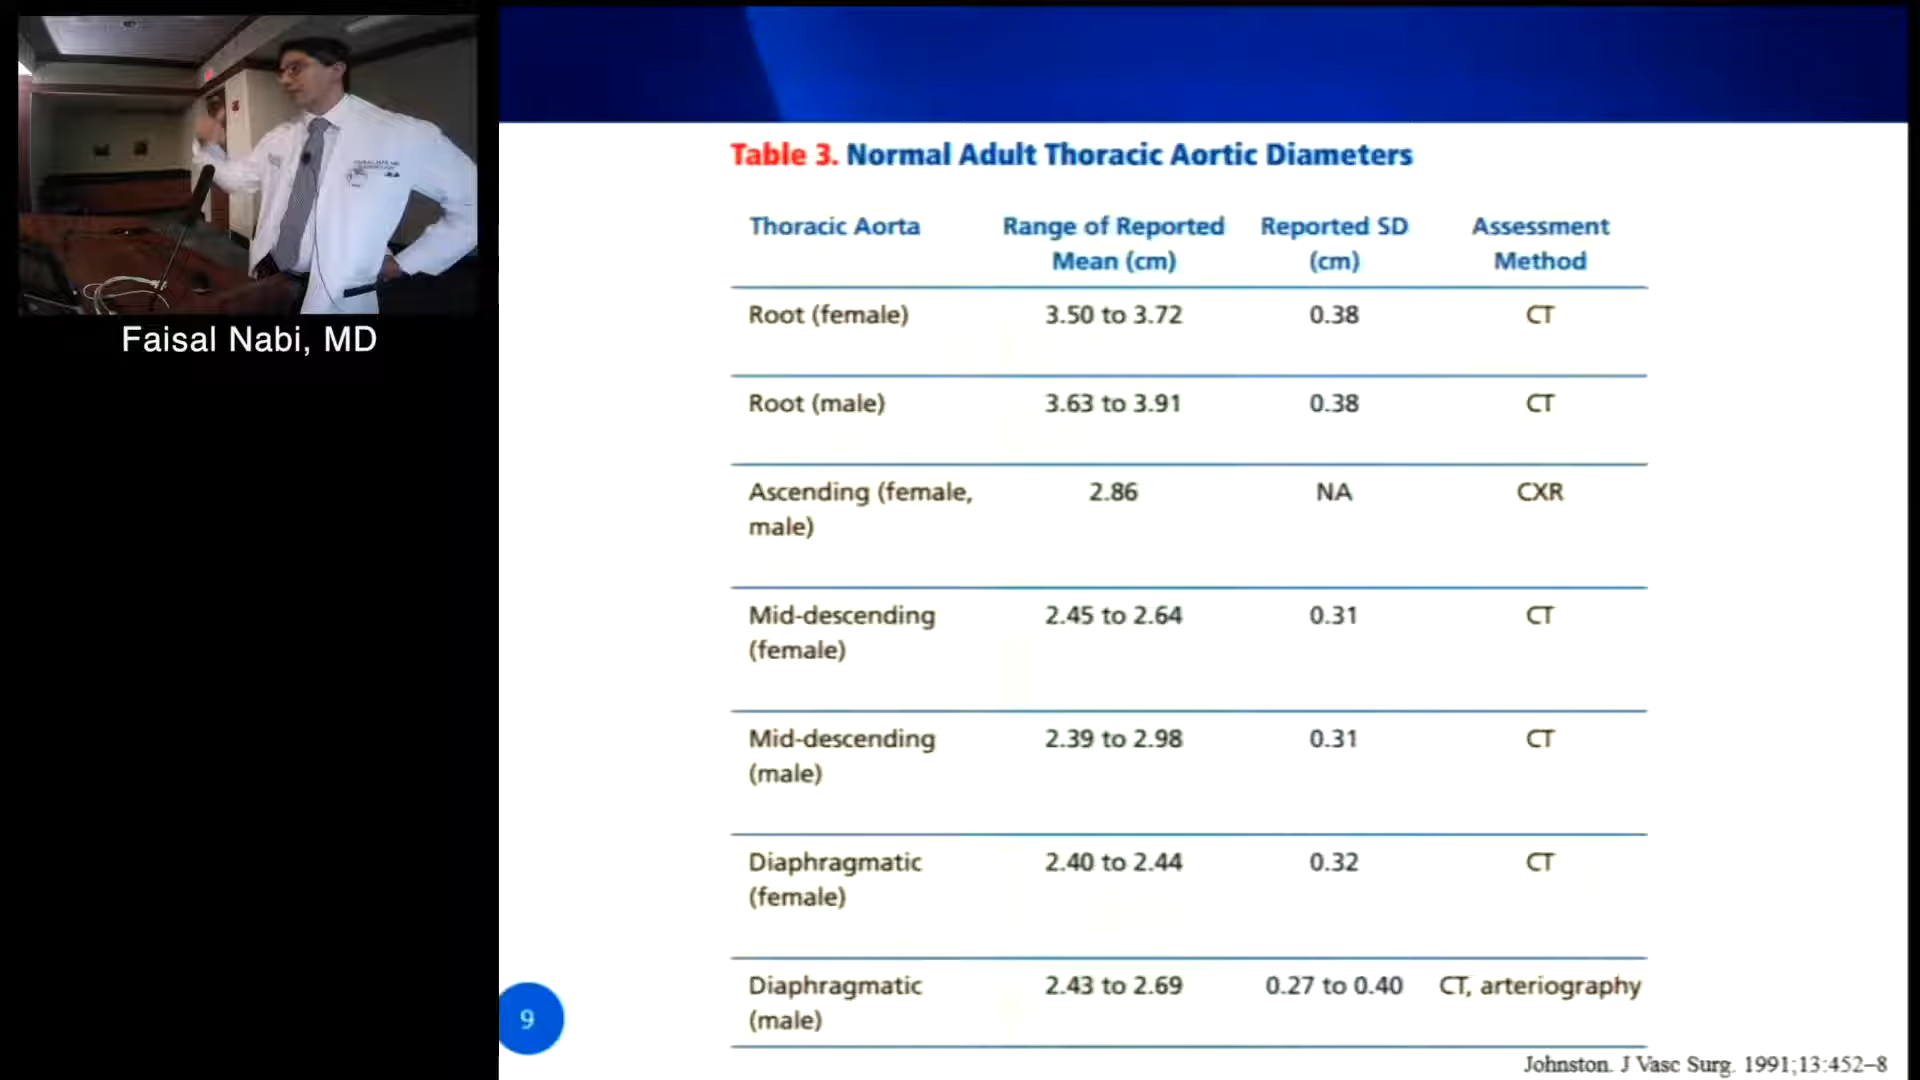 Faisal Nabi, MD
Table 3. Normal Adult Thoracic Aortic Diameters
Thoracic Aorta Range of Reported Reported SD Assessment
Mean (cm) (cm) Method
Root (female) 3.50 to 3.72 0.38 CT
Root (male) 3.63 to 3.91 0.38 CT
Ascending (female, 2.86 NA CXR
male)
Mid-descending 2.45 to 2.64 0.31 CT
(female)
Mid-descending 2.39 to 2.98 0.31 CT
(male)
Diaphragmatic 2.40 to 2.44 0.32 CT
(female)
Diaphragmatic 2.43 to 2.69 0.27 to 0.40 CT, arteriography
(male)
9
Johnston. J Vasc Surg. 1991;13:452–8